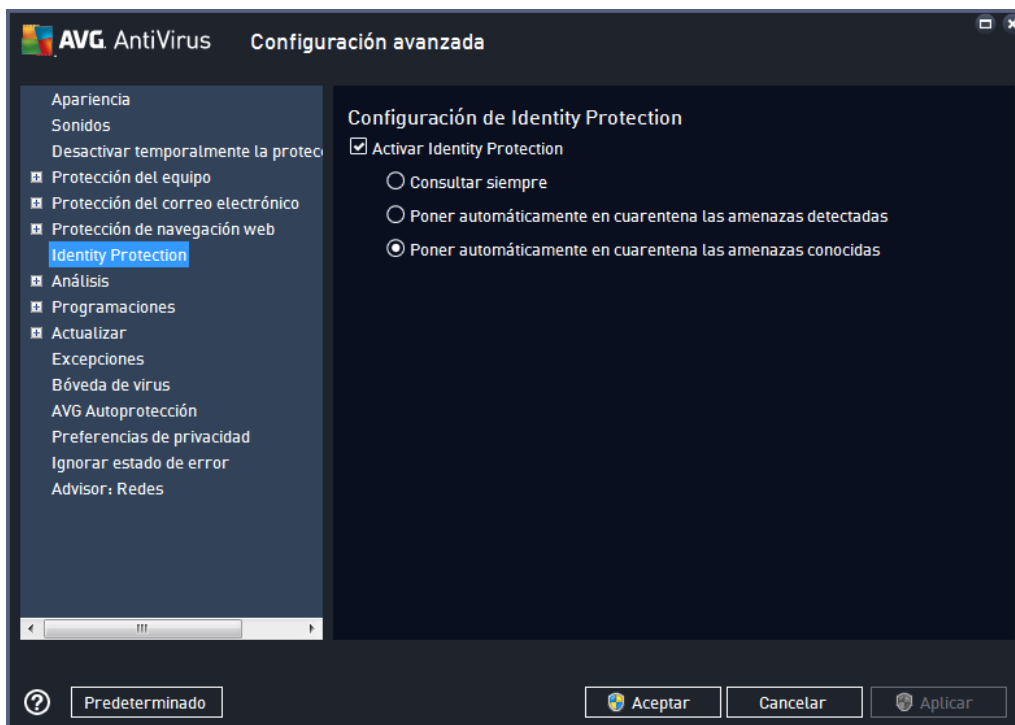 AVG. AntiVirus Configuración avanzada
Apariencia
Sonidos
Desactivar temporalmente la protec
Protección del equipo
Protección del correo electrónico
Protección de navegación web
Identity Protection
Análisis
Programaciones
Actualizar
Excepciones
Bóveda de virus
AVG Autoprotección
Preferencias de privacidad
Ignorar estado de error
Advisor: Redes
Configuración de Identity Protection
Activar Identity Protection
Consultar siempre
Poner automáticamente en cuarentena las amenazas detectadas
Poner automáticamente en cuarentena las amenazas conocidas
? Predeterminado Aceptar Cancelar Aplicar